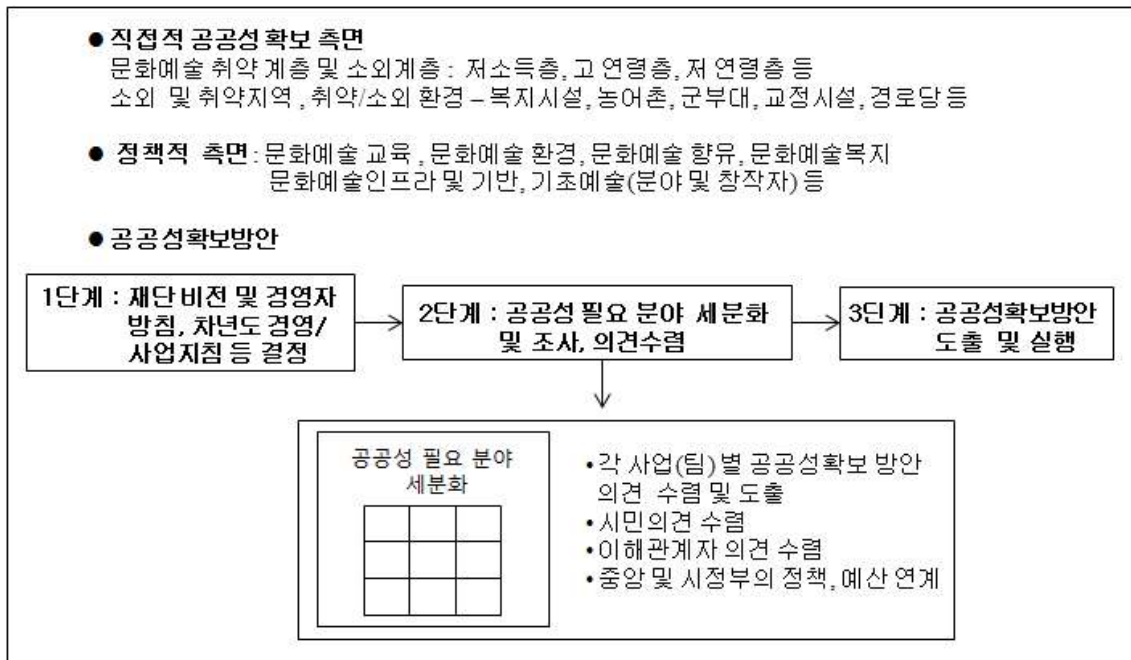 ● 직접적 공공성 확보 측면
문화예술 취약 계층 및 소외계층 : 저소득층, 고 연령층, 저 연령층 등
소외 및 취약지역 , 취약/소외 환경 – 복지시설, 농어촌, 군부대, 교정시설, 경로당 등
● 정책적 측면 : 문화예술 교육 , 문화예술 환경, 문화예술 향유, 문화예술복지
문화예술인프라 및 기반, 기초예술(분야 및 창작자) 등
● 공공성확보방안
1단계 : 재단 비전 및 경영자
방침, 차년도 경영/
사업지침 등 결정
2단계 : 공공성 필요 분야 세분화
및 조사, 의견수렴
3딘계 : 공공성확보방안
도출 및 실행
공공성 필요 분야
세분화
• 각 사업(팀) 별 공공성확보 방안
의견 수렴 및 도출
• 시민의견 수렴
• 이해관계자 의견 수렴
• 중앙 및 시정부의 정책, 예산 연계